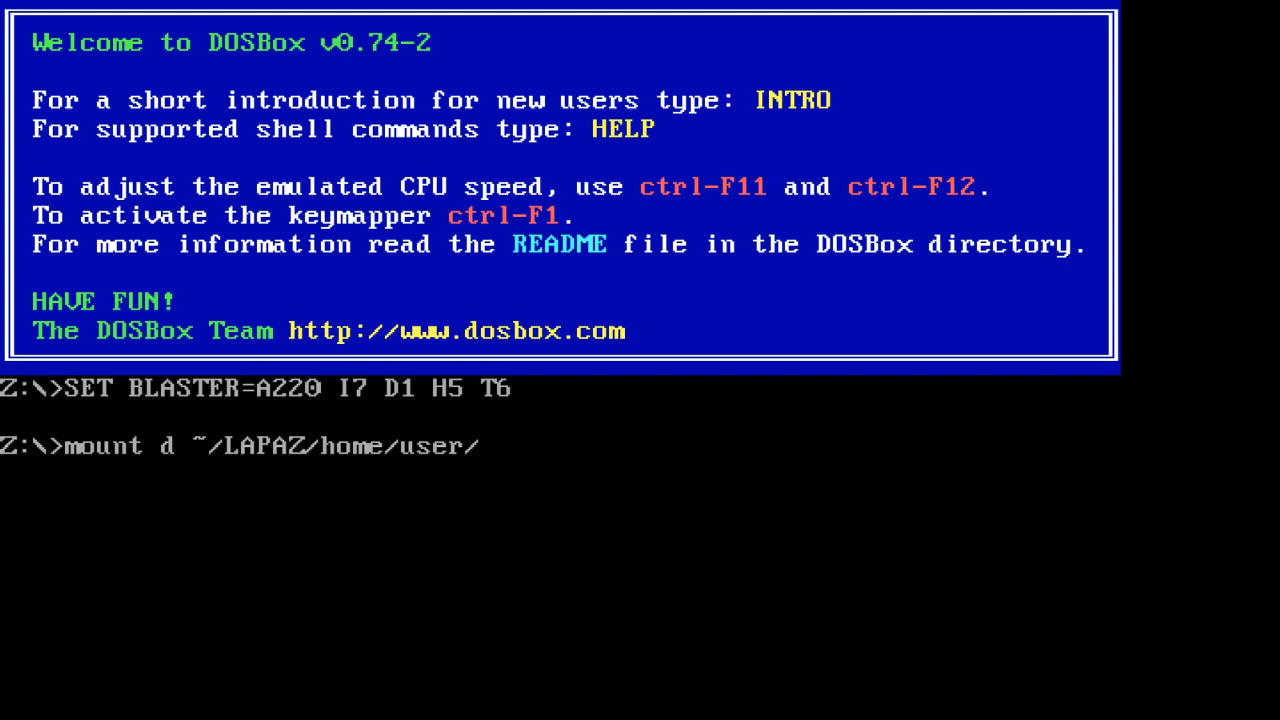 Welcome to DOSBox v0.74-2
For a short introduction for new users type: INTRO
For supported shell commands type: HELP
To adjust the emulated CPU speed, use ctrl-F11 and ctrl-F12.
To activate the keymapper ctrl-F1.
For more information read the README file in the DOSBox directory.
HAVE FUN!
The DOSBox Team http://www.dosbox.com
Z:\>SET BLASTER=A220 I7 D1 H5 T6
Z:\>mount d ~/LAPAZ/home/user/